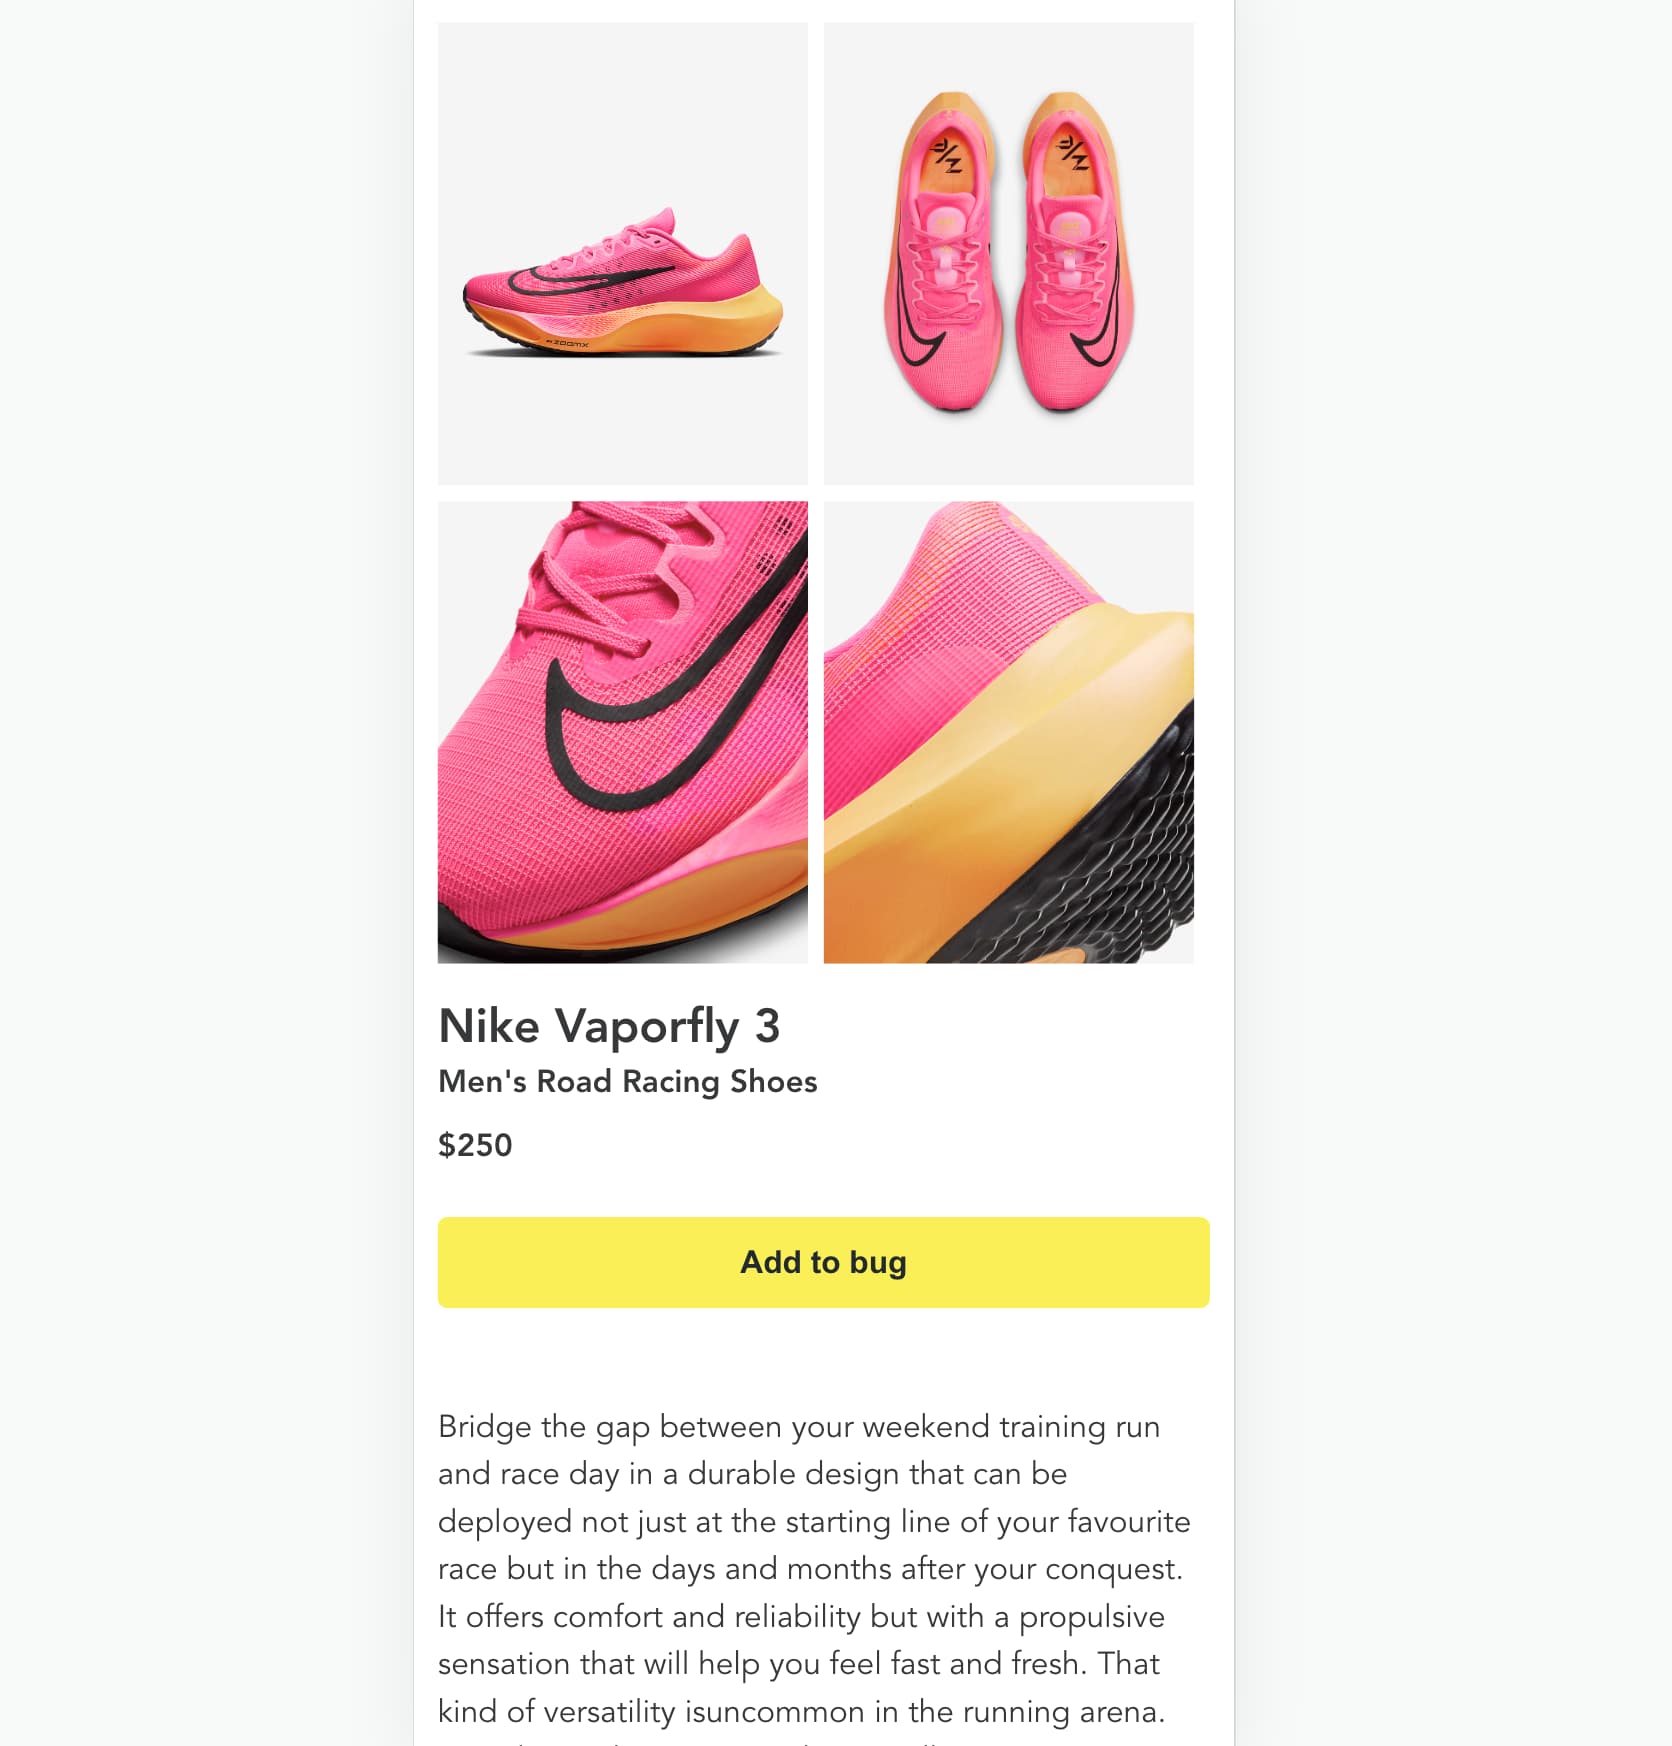 ZOOMX
Nike Vaporfly 3
Men's Road Racing Shoes
$250
Add to bug
Bridge the gap between your weekend training run
and race day in a durable design that can be
deployed not just at the starting line of your favourite
race but in the days and months after your conquest.
It offers comfort and reliability but with a propulsive
sensation that will help you feel fast and fresh. That
kind of versatility isuncommon in the running arena.